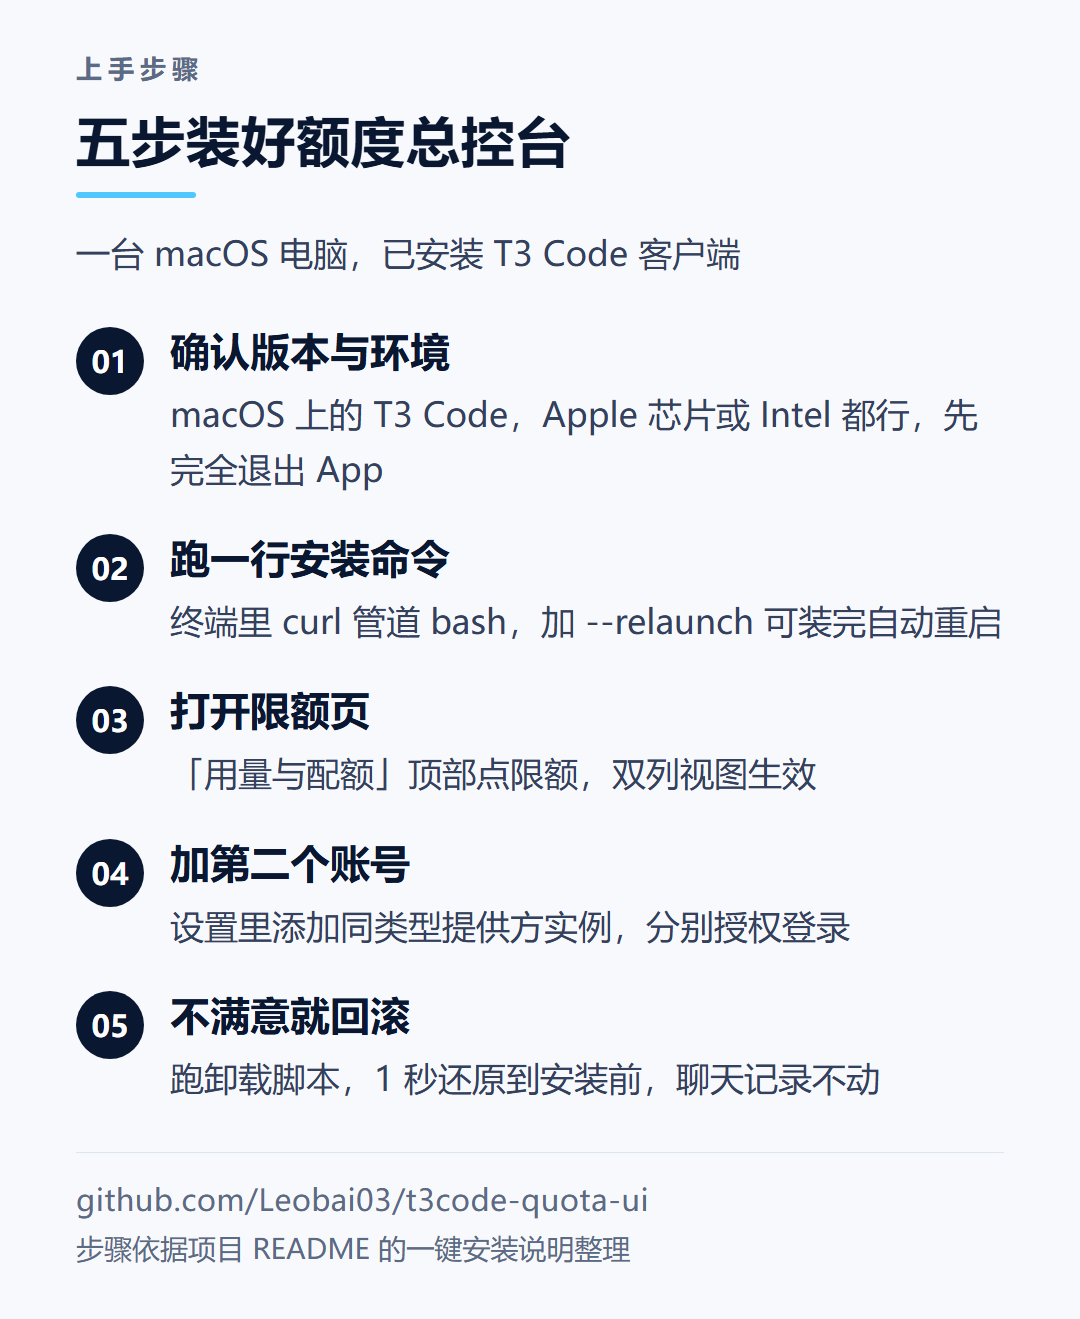 上手步骤
五步装好额度总控台
一台 macOS 电脑，已安装 T3 Code 客户端
01
确认版本与环境
macOS 上的 T3 Code，Apple 芯片或 Intel 都行，先
完全退出 App
02
跑一行安装命令
终端里 curl 管道 bash，加 --relaunch 可装完自动重启
03
打开限额页
「用量与配额」顶部点限额，双列视图生效
04
加第二个账号
设置里添加同类型提供方实例，分别授权登录
05
不满意就回滚
跑卸载脚本，1 秒还原到安装前，聊天记录不动
github.com/Leobai03/t3code-quota-ui
步骤依据项目 README 的一键安装说明整理